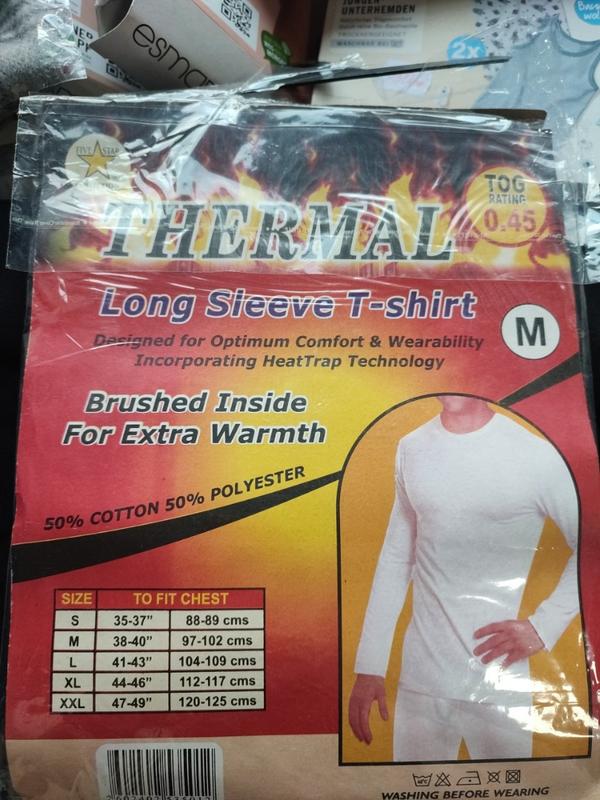 esmar
UNTERHEMDEN
2x
FIVE STAR
THERMAL
TOG
RATING
0.45
Long Sleeve T-shirt
M
Designed for Optimum Comfort & Wearability
Incorporating HeatTrap Technology
Brushed Inside
For Extra Warmth
50% COTTON 50% POLYESTER
SIZE TO FIT CHEST
S 35-37” 88-89 cms
M 38-40” 97-102 cms
L 41-43” 104-109 cms
XL 44-46” 112-117 cms
XXL 47-49” 120-125 cms
WASHING BEFORE WEARING